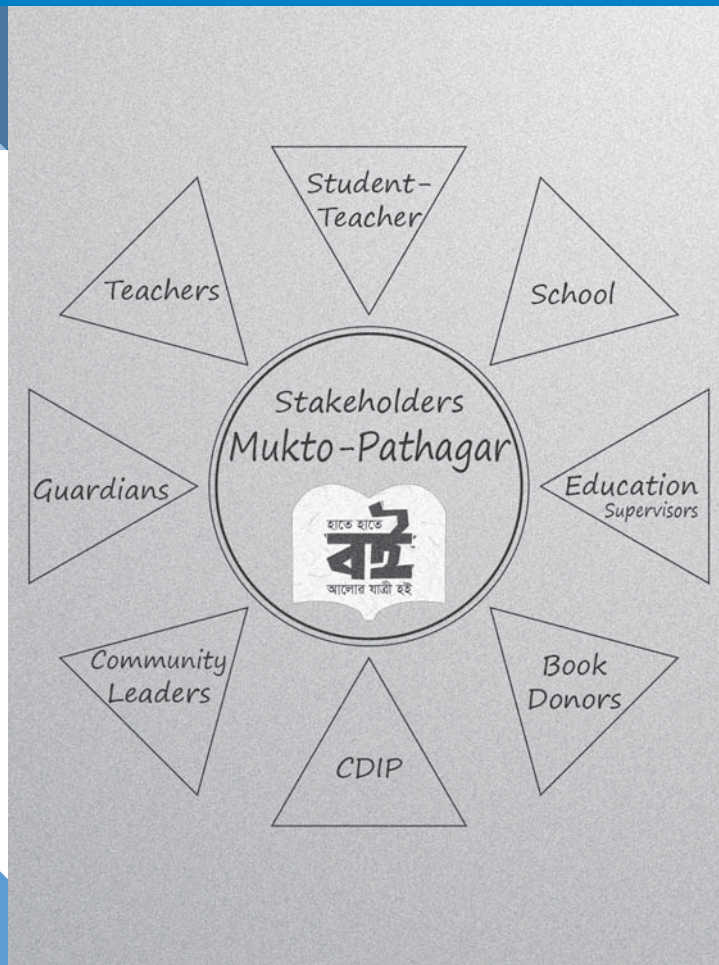 Student-
Teacher
School
Education
Supervisors
Book
Donors
CDIP
Community
Leaders
Guardians
Teachers
Stakeholders
Mukto-Pathagar
হাতে হাতে
বই
আলোর যাত্রী হই